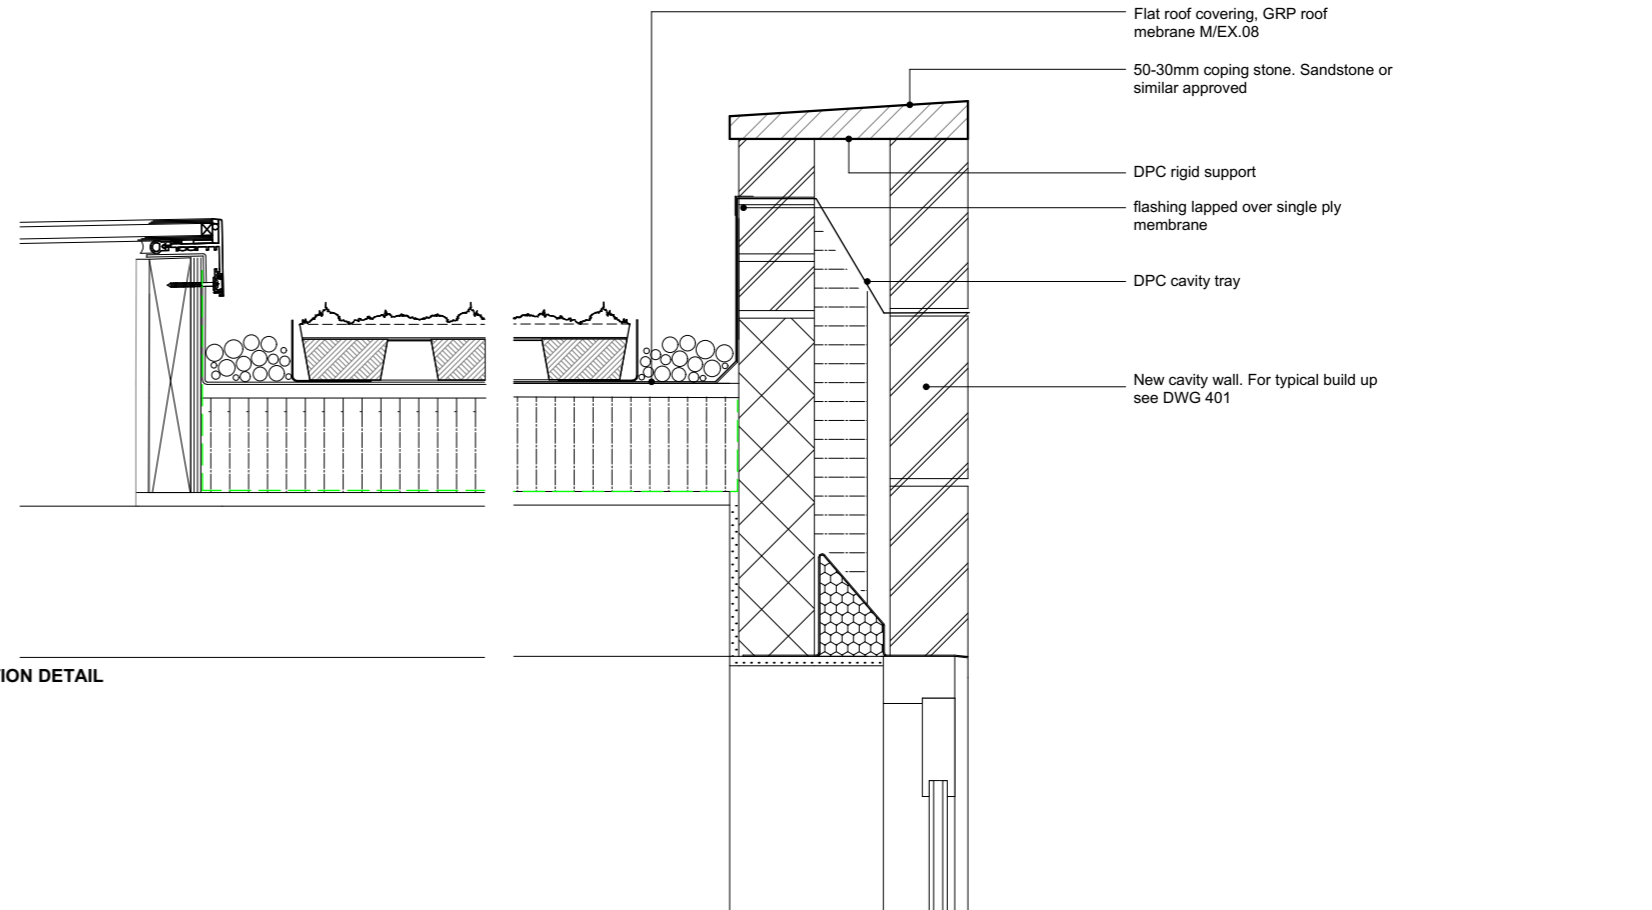 Flat roof covering, GRP roof
mebrane M/EX.08
50-30mm coping stone. Sandstone or
similar approved
DPC rigid support
flashing lapped over single ply
membrane
DPC cavity tray
New cavity wall. For typical build up
see DWG 401
ION DETAIL